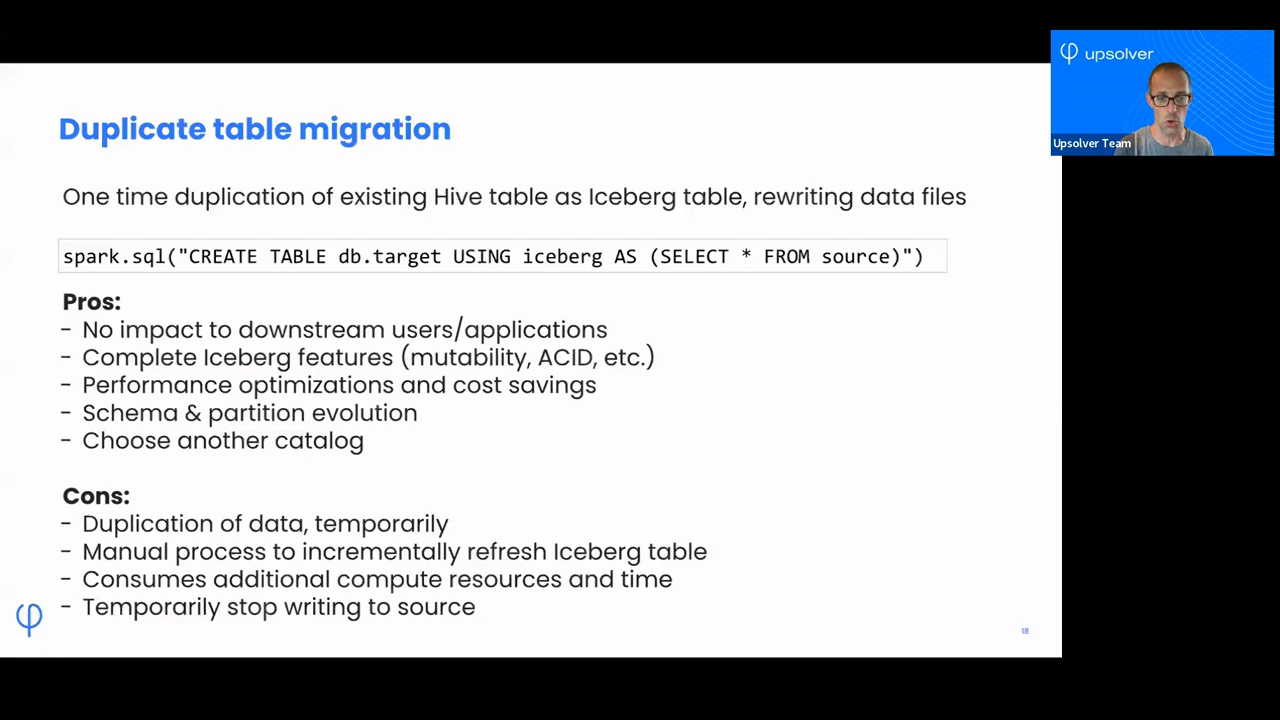 Duplicate table migration
One time duplication of existing Hive table as Iceberg table, rewriting data files
spark.sql("CREATE TABLE db.target USING iceberg AS (SELECT * FROM source)")
Pros:
- No impact to downstream users/applications
- Complete Iceberg features (mutability, ACID, etc.)
- Performance optimizations and cost savings
- Schema & partition evolution
- Choose another catalog
Cons:
- Duplication of data, temporarily
- Manual process to incrementally refresh Iceberg table
- Consumes additional compute resources and time
- Temporarily stop writing to source
18
upsolver
Upsolver Team